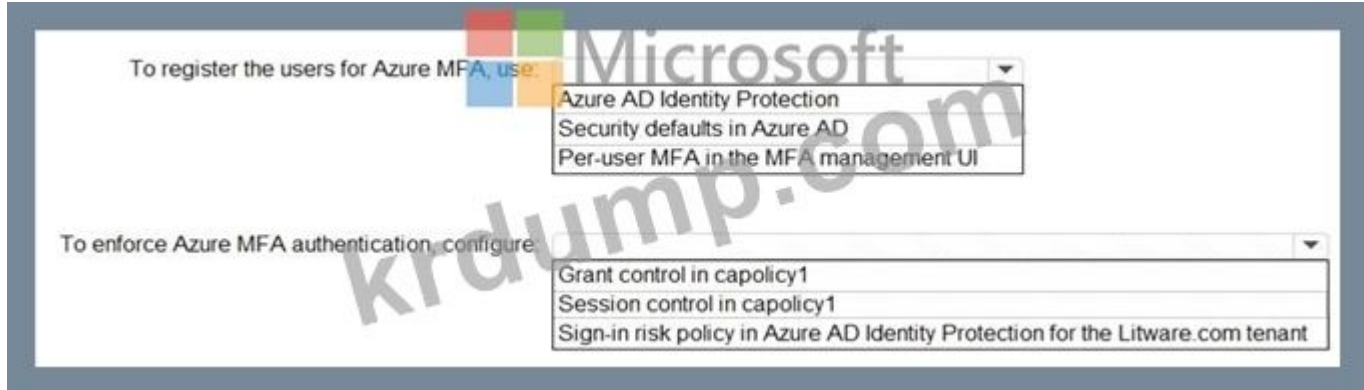 Microsoft
To register the users for Azure MFA, use:
Azure AD Identity Protection
Security defaults in Azure AD
Per-user MFA in the MFA management UI
krdump.com
To enforce Azure MFA authentication, configure:
Grant control in capolicy1
Session control in capolicy1
Sign-in risk policy in Azure AD Identity Protection for the Litware.com tenant